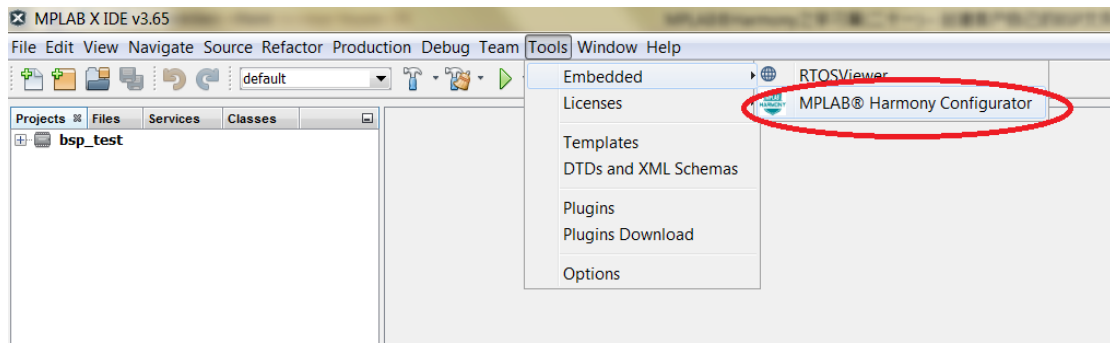 MPLAB X IDE v3.65
File Edit View Navigate Source Refactor Production Debug Team Tools Window Help
default
Embedded
RTOSViewer
Licenses
MPLAB® Harmony Configurator
Templates
DTDs and XML Schemas
Plugins
Plugins Download
Options
Projects Files Services Classes
bsp_test